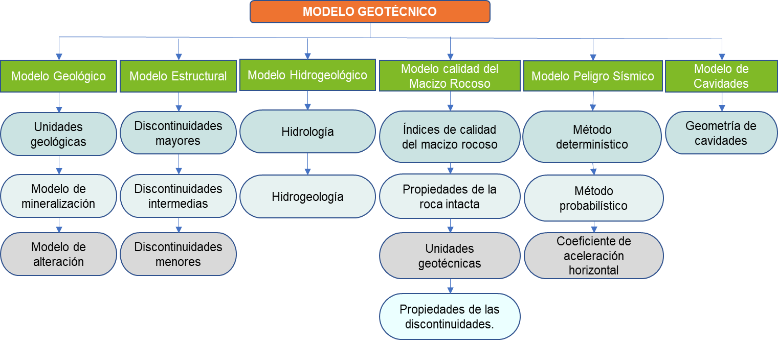 MODELO GEOTÉCNICO
Modelo Geológico
Modelo Estructural
Modelo Hidrogeológico
Modelo calidad del
Macizo Rocoso
Modelo Peligro Sísmico
Modelo de
Cavidades
Unidades
geológicas
Discontinuidades
mayores
Hidrología
Índices de calidad
del macizo rocoso
Método
determinístico
Geometría de
cavidades
Modelo de
mineralización
Discontinuidades
intermedias
Hidrogeología
Propiedades de la
roca intacta
Método
probabilístico
Modelo de
alteración
Discontinuidades
menores
Unidades
geotécnicas
Coeficiente de
aceleración
horizontal
Propiedades de las
discontinuidades.